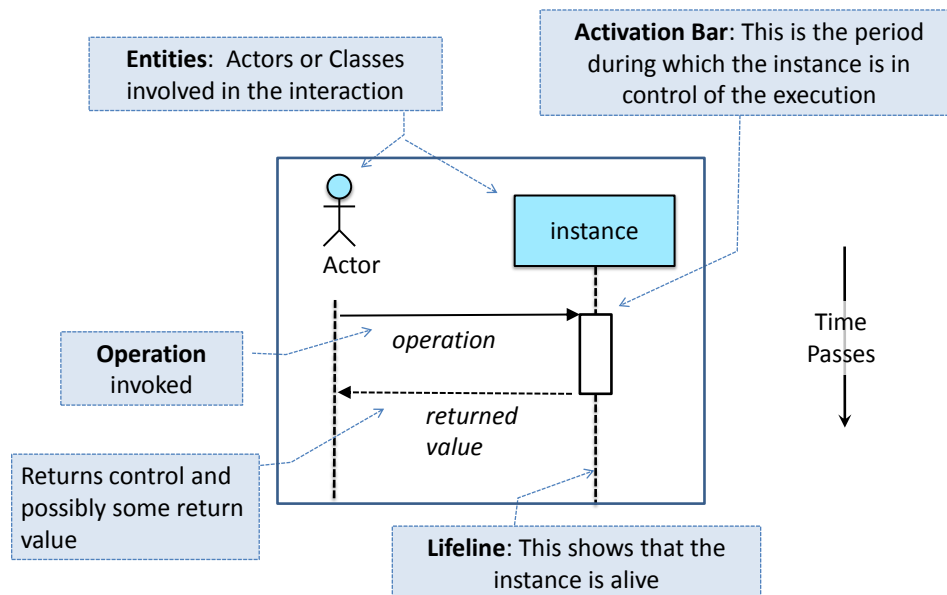 Entities: Actors or Classes
involved in the interaction
Activation Bar: This is the period
during which the instance is in
control of the execution
Actor
instance
operation
Operation
invoked
Time
Passes
returned
value
Returns control and
possibly some return
value
Lifeline: This shows that the
instance is alive